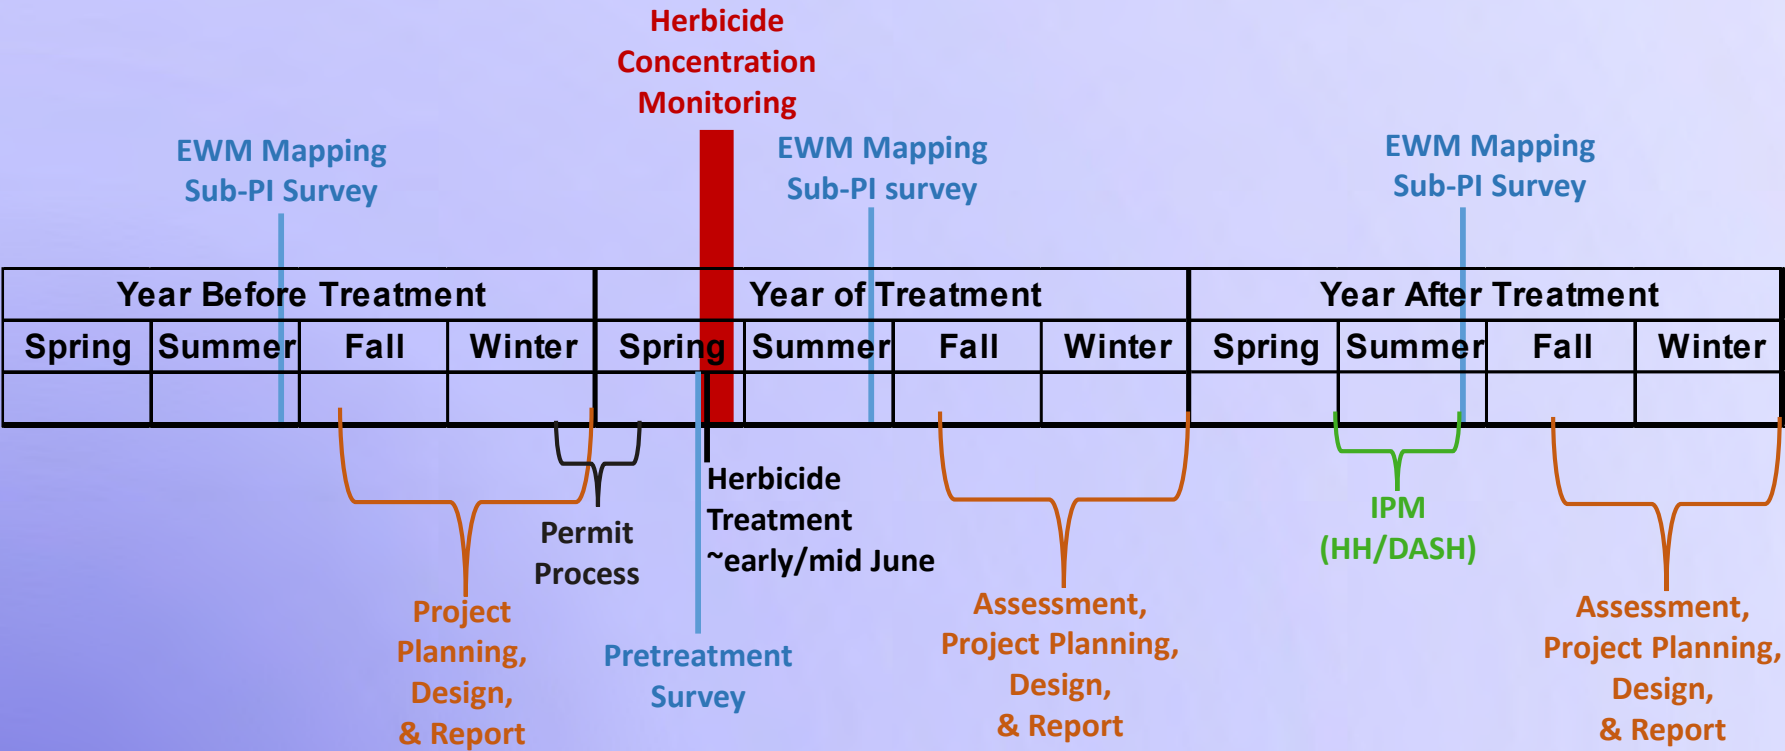 Herbicide
Concentration
Monitoring
EWM Mapping
Sub-PI Survey
EWM Mapping
Sub-PI survey
EWM Mapping
Sub-PI Survey
Year Before Treatment Year of Treatment Year After Treatment
Spring Summer Fall Winter Spring Summer Fall Winter Spring Summer Fall Winter
Herbicide
Treatment
~early/mid June
Permit
Process
IPM
(HH/DASH)
Project
Planning,
Design,
& Report
Pretreatment
Survey
Assessment,
Project Planning,
Design,
& Report
Assessment,
Project Planning,
Design,
& Report